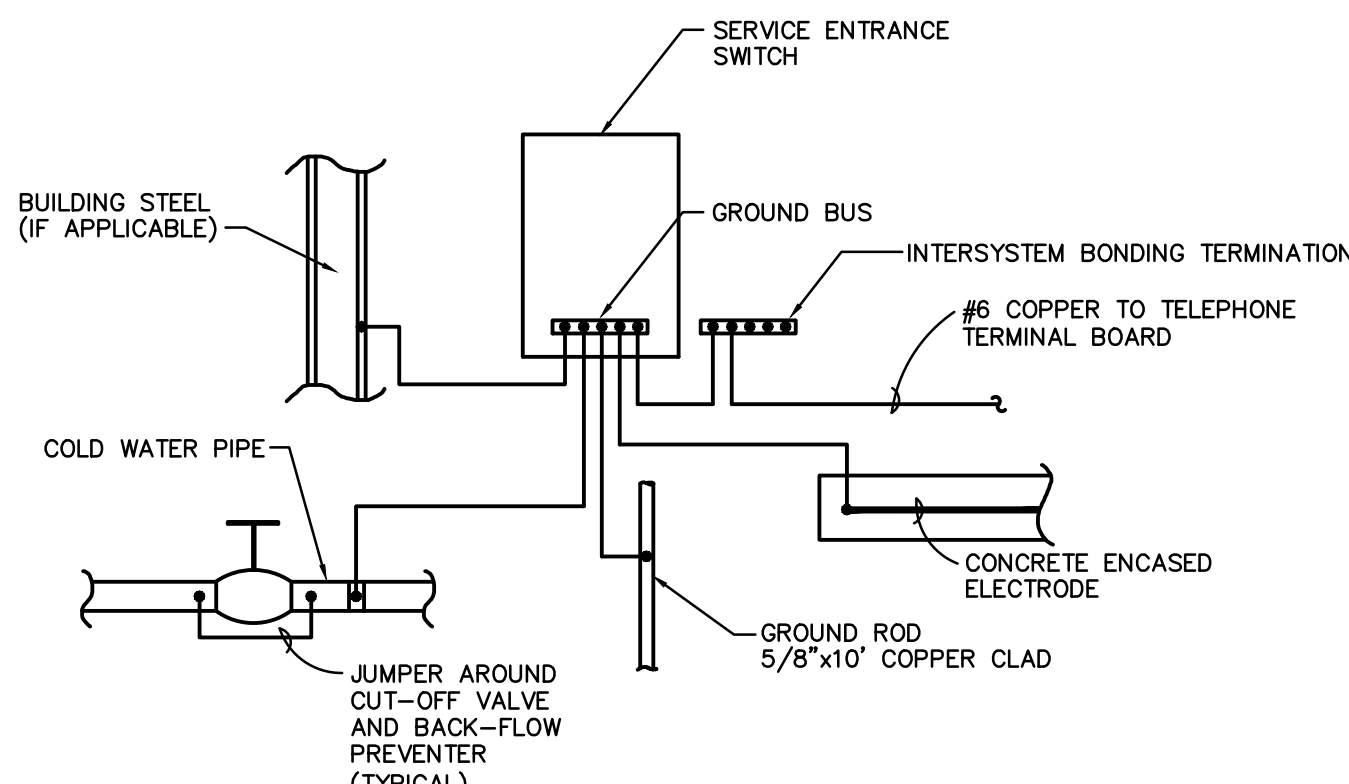 SERVICE ENTRANCE
SWITCH
BUILDING STEEL
(IF APPLICABLE)
GROUND BUS
INTERSYSTEM BONDING TERMINATION
#6 COPPER TO TELEPHONE
TERMINAL BOARD
COLD WATER PIPE
CONCRETE ENCASED
ELECTRODE
GROUND ROD
5/8"x10' COPPER CLAD
JUMPER AROUND
CUT-OFF VALVE
AND BACK-FLOW
PREVENTER
(TYPICAL)